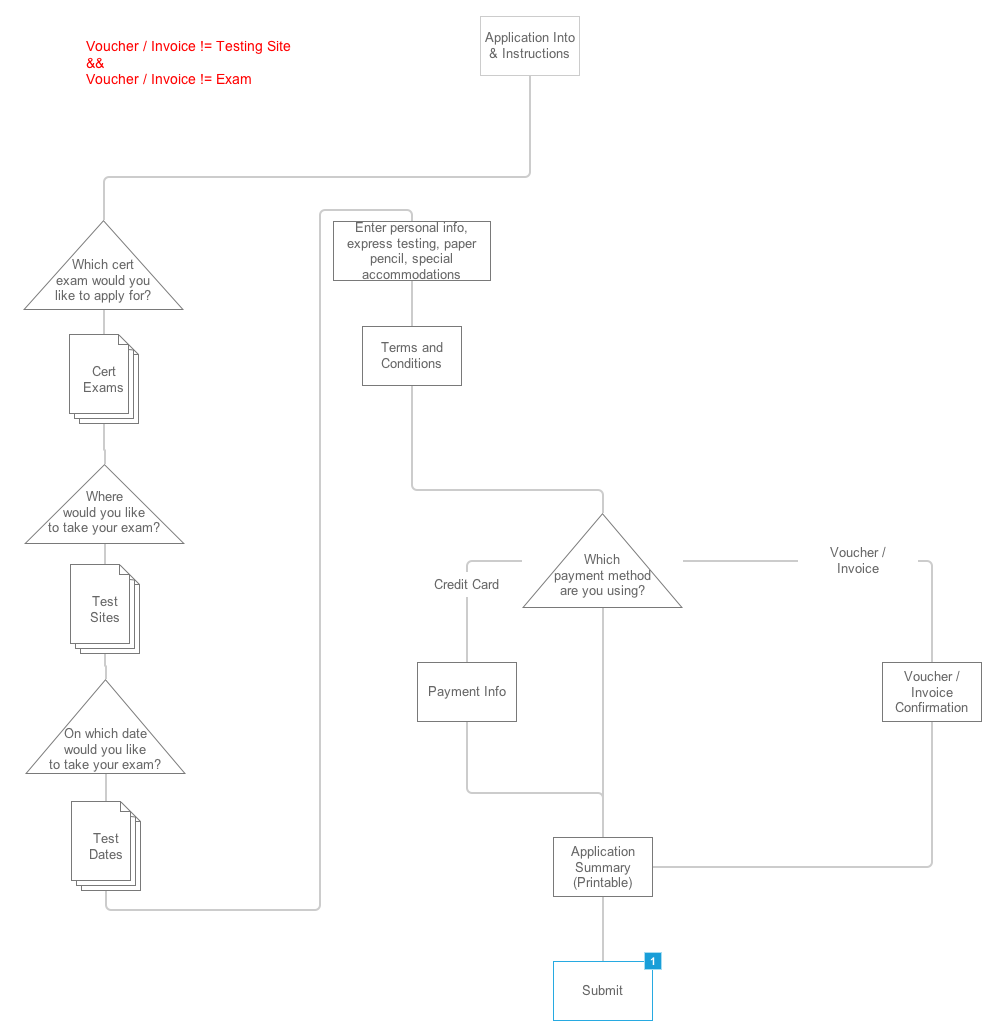 Voucher / Invoice != Testing Site
&&
Voucher / Invoice != Exam
Application Into
& Instructions
Which cert
exam would you
like to apply for?
Cert
Exams
Where
would you like
to take your exam?
Test
Sites
On which date
would you like
to take your exam?
Test
Dates
Enter personal info,
express testing, paper
pencil, special
accommodations
Terms and
Conditions
Which
payment method
are you using?
Credit Card
Voucher /
Invoice
Payment Info
Voucher /
Invoice
Confirmation
Application
Summary
(Printable)
1
Submit